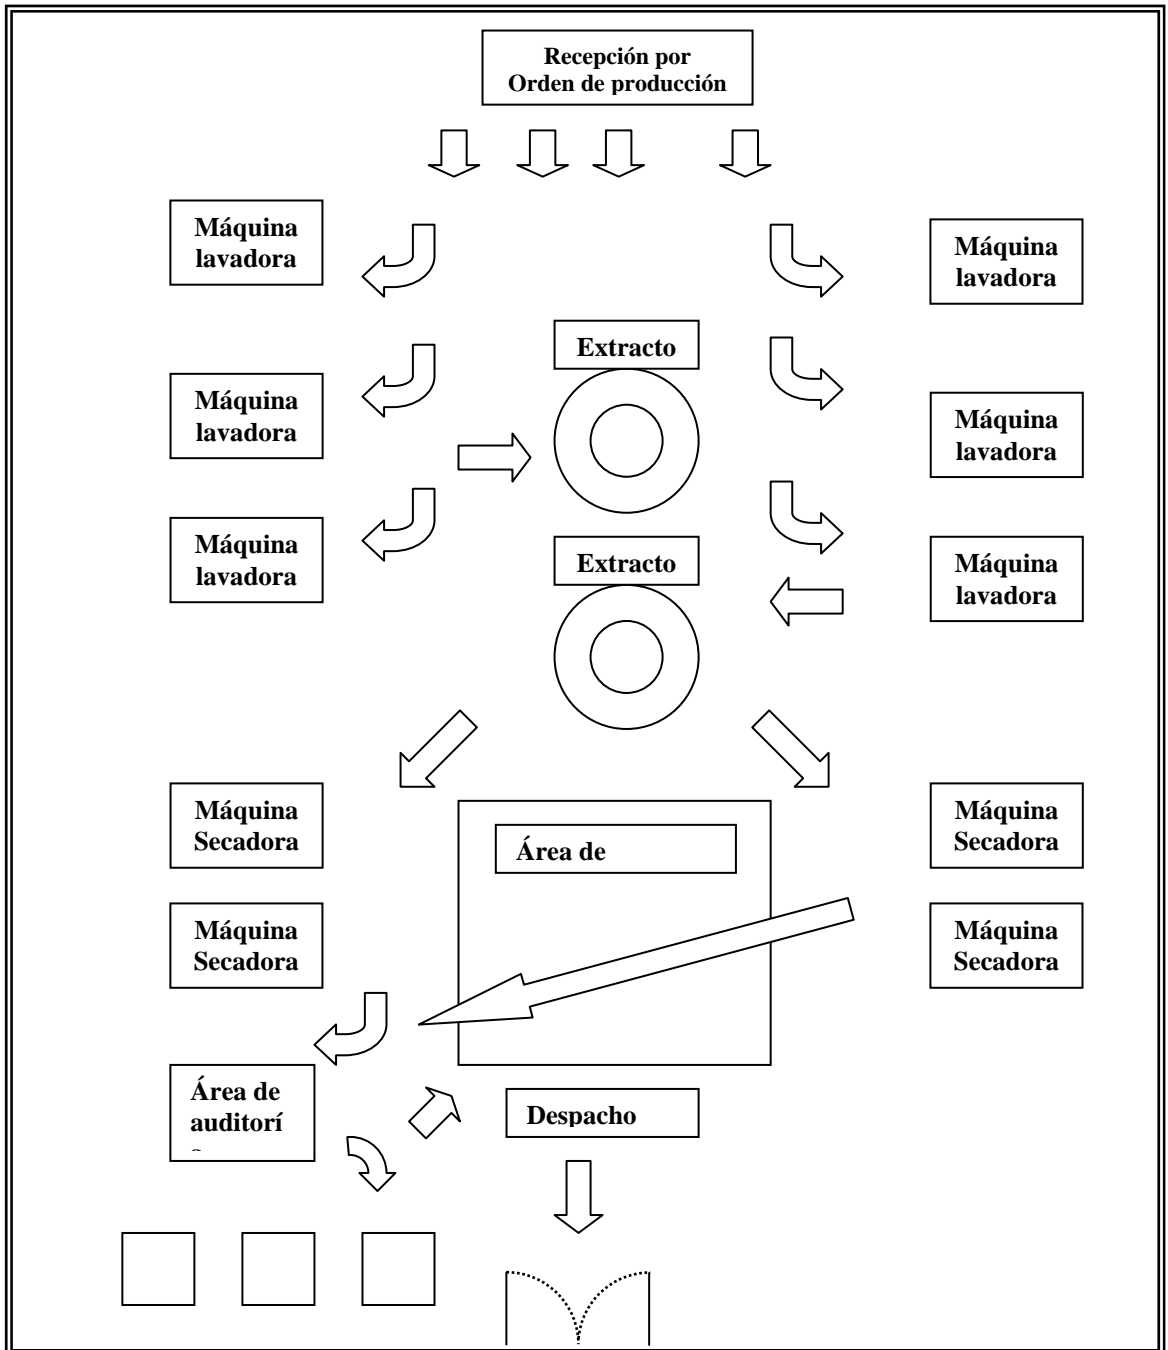 Recepción por
Orden de producción
Máquina
lavadora
Máquina
lavadora
Extracto
Máquina
lavadora
Máquina
lavadora
Máquina
lavadora
Extracto
Máquina
lavadora
Máquina
Secadora
Área de
Máquina
Secadora
Máquina
Secadora
Máquina
Secadora
Área de
auditorí
Despacho